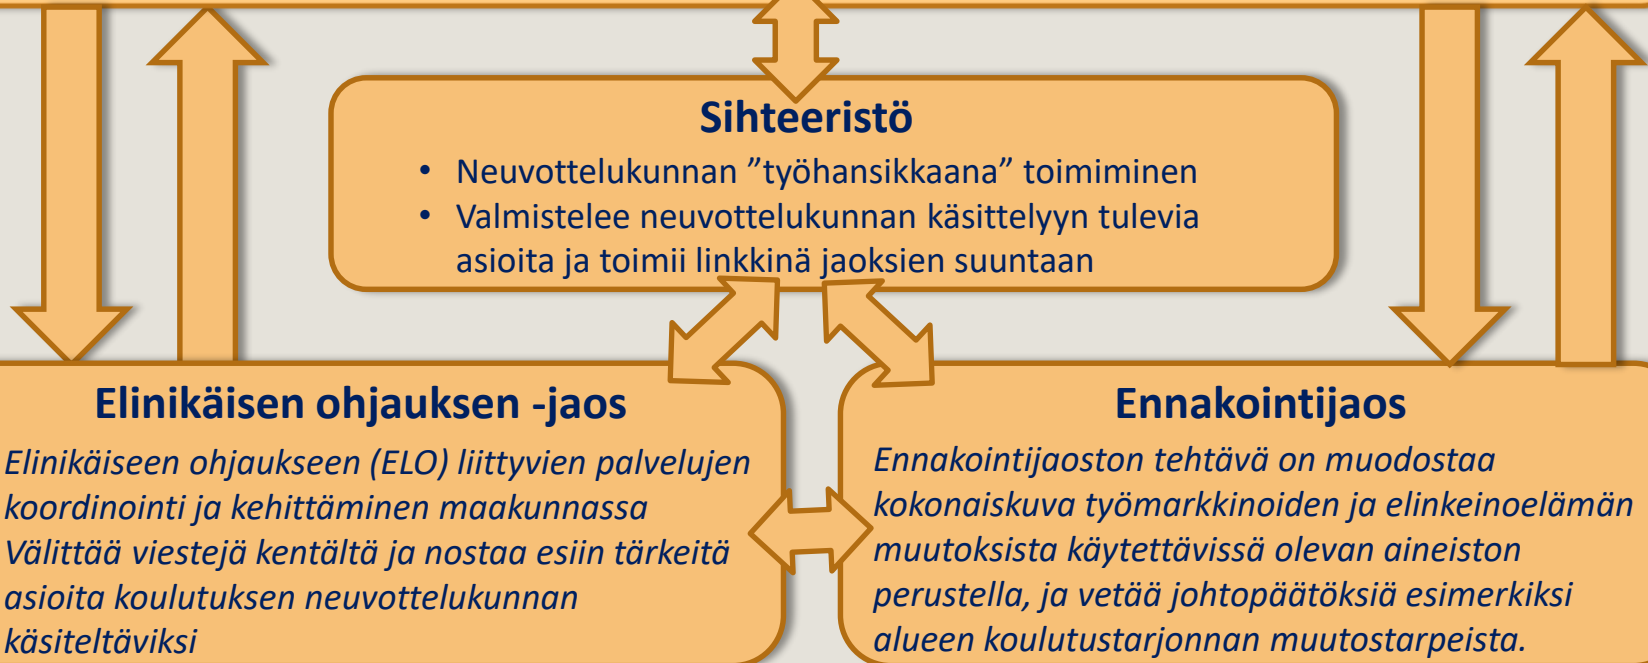 Sihteeristö
• Neuvottelukunnan ”työhansikkaana” toimiminen
• Valmistelee neuvottelukunnan käsittelyyn tulevia
asioita ja toimii linkkinä jaoksien suuntaan
Elinikäisen ohjauksen -jaos
Elinikäiseen ohjaukseen (ELO) liittyvien palvelujen
koordinointi ja kehittäminen maakunnassa
Välittää viestejä kentältä ja nostaa esiin tärkeitä
asioita koulutuksen neuvottelukunnan
käsiteltäviksi
Ennakointijaos
Ennakointijaoston tehtävä on muodostaa
kokonaiskuva työmarkkinoiden ja elinkeinoelämän
muutoksista käytettävissä olevan aineiston
perustella, ja vetää johtopäätöksiä esimerkiksi
alueen koulutustarjonnan muutostarpeista.